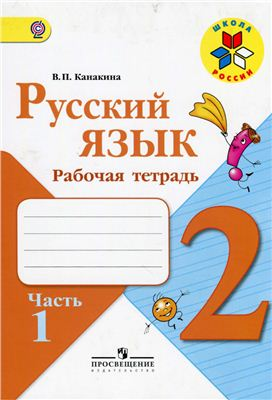 ШКОЛА
РОССИИ
В. П. Канакина
Русский
язык
Рабочая тетрадь
2
Часть
1
ПРОСВЕЩЕНИЕ
ИЗДАТЕЛЬСТВО